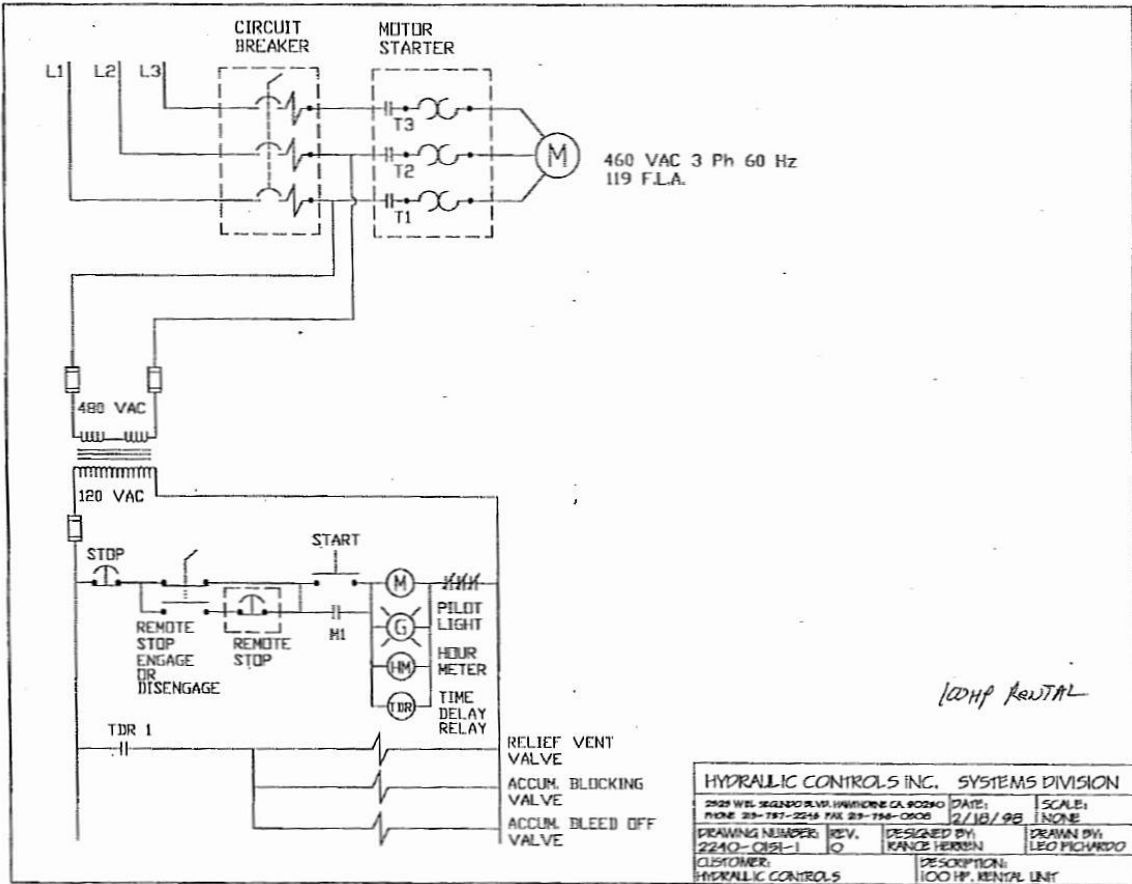 CIRCUIT
BREAKER
MOTOR
STARTER
L1
L2
L3
T3
T2
T1
M
460 VAC 3 Ph 60 Hz
119 F.L.A.
480 VAC
120 VAC
STOP
START
REMOTE
STOP
ENGAGE
OR
DISENGAGE
REMOTE
STOP
M1
M
G
HM
TDR
PILOT
LIGHT
HOUR
METER
TIME
DELAY
RELAY
TDR 1
RELIEF VENT
VALVE
ACCUM. BLOCKING
VALVE
ACCUM. BLEED OFF
VALVE
100HP RENTAL
HYDRAULIC CONTROLS INC. SYSTEMS DIVISION
BLVD. HAWTHORNE CA. 90250
DATE:
2/18/98
SCALE:
NONE
DRAWING NUMBER:
2240-0151-1
REV.
0
DESIGNED BY:
RANCE HERREN
DRAWN BY:
LEO PICHARDO
CUSTOMER:
HYDRAULIC CONTROLS
DESCRIPTION:
100 HP. RENTAL UNIT